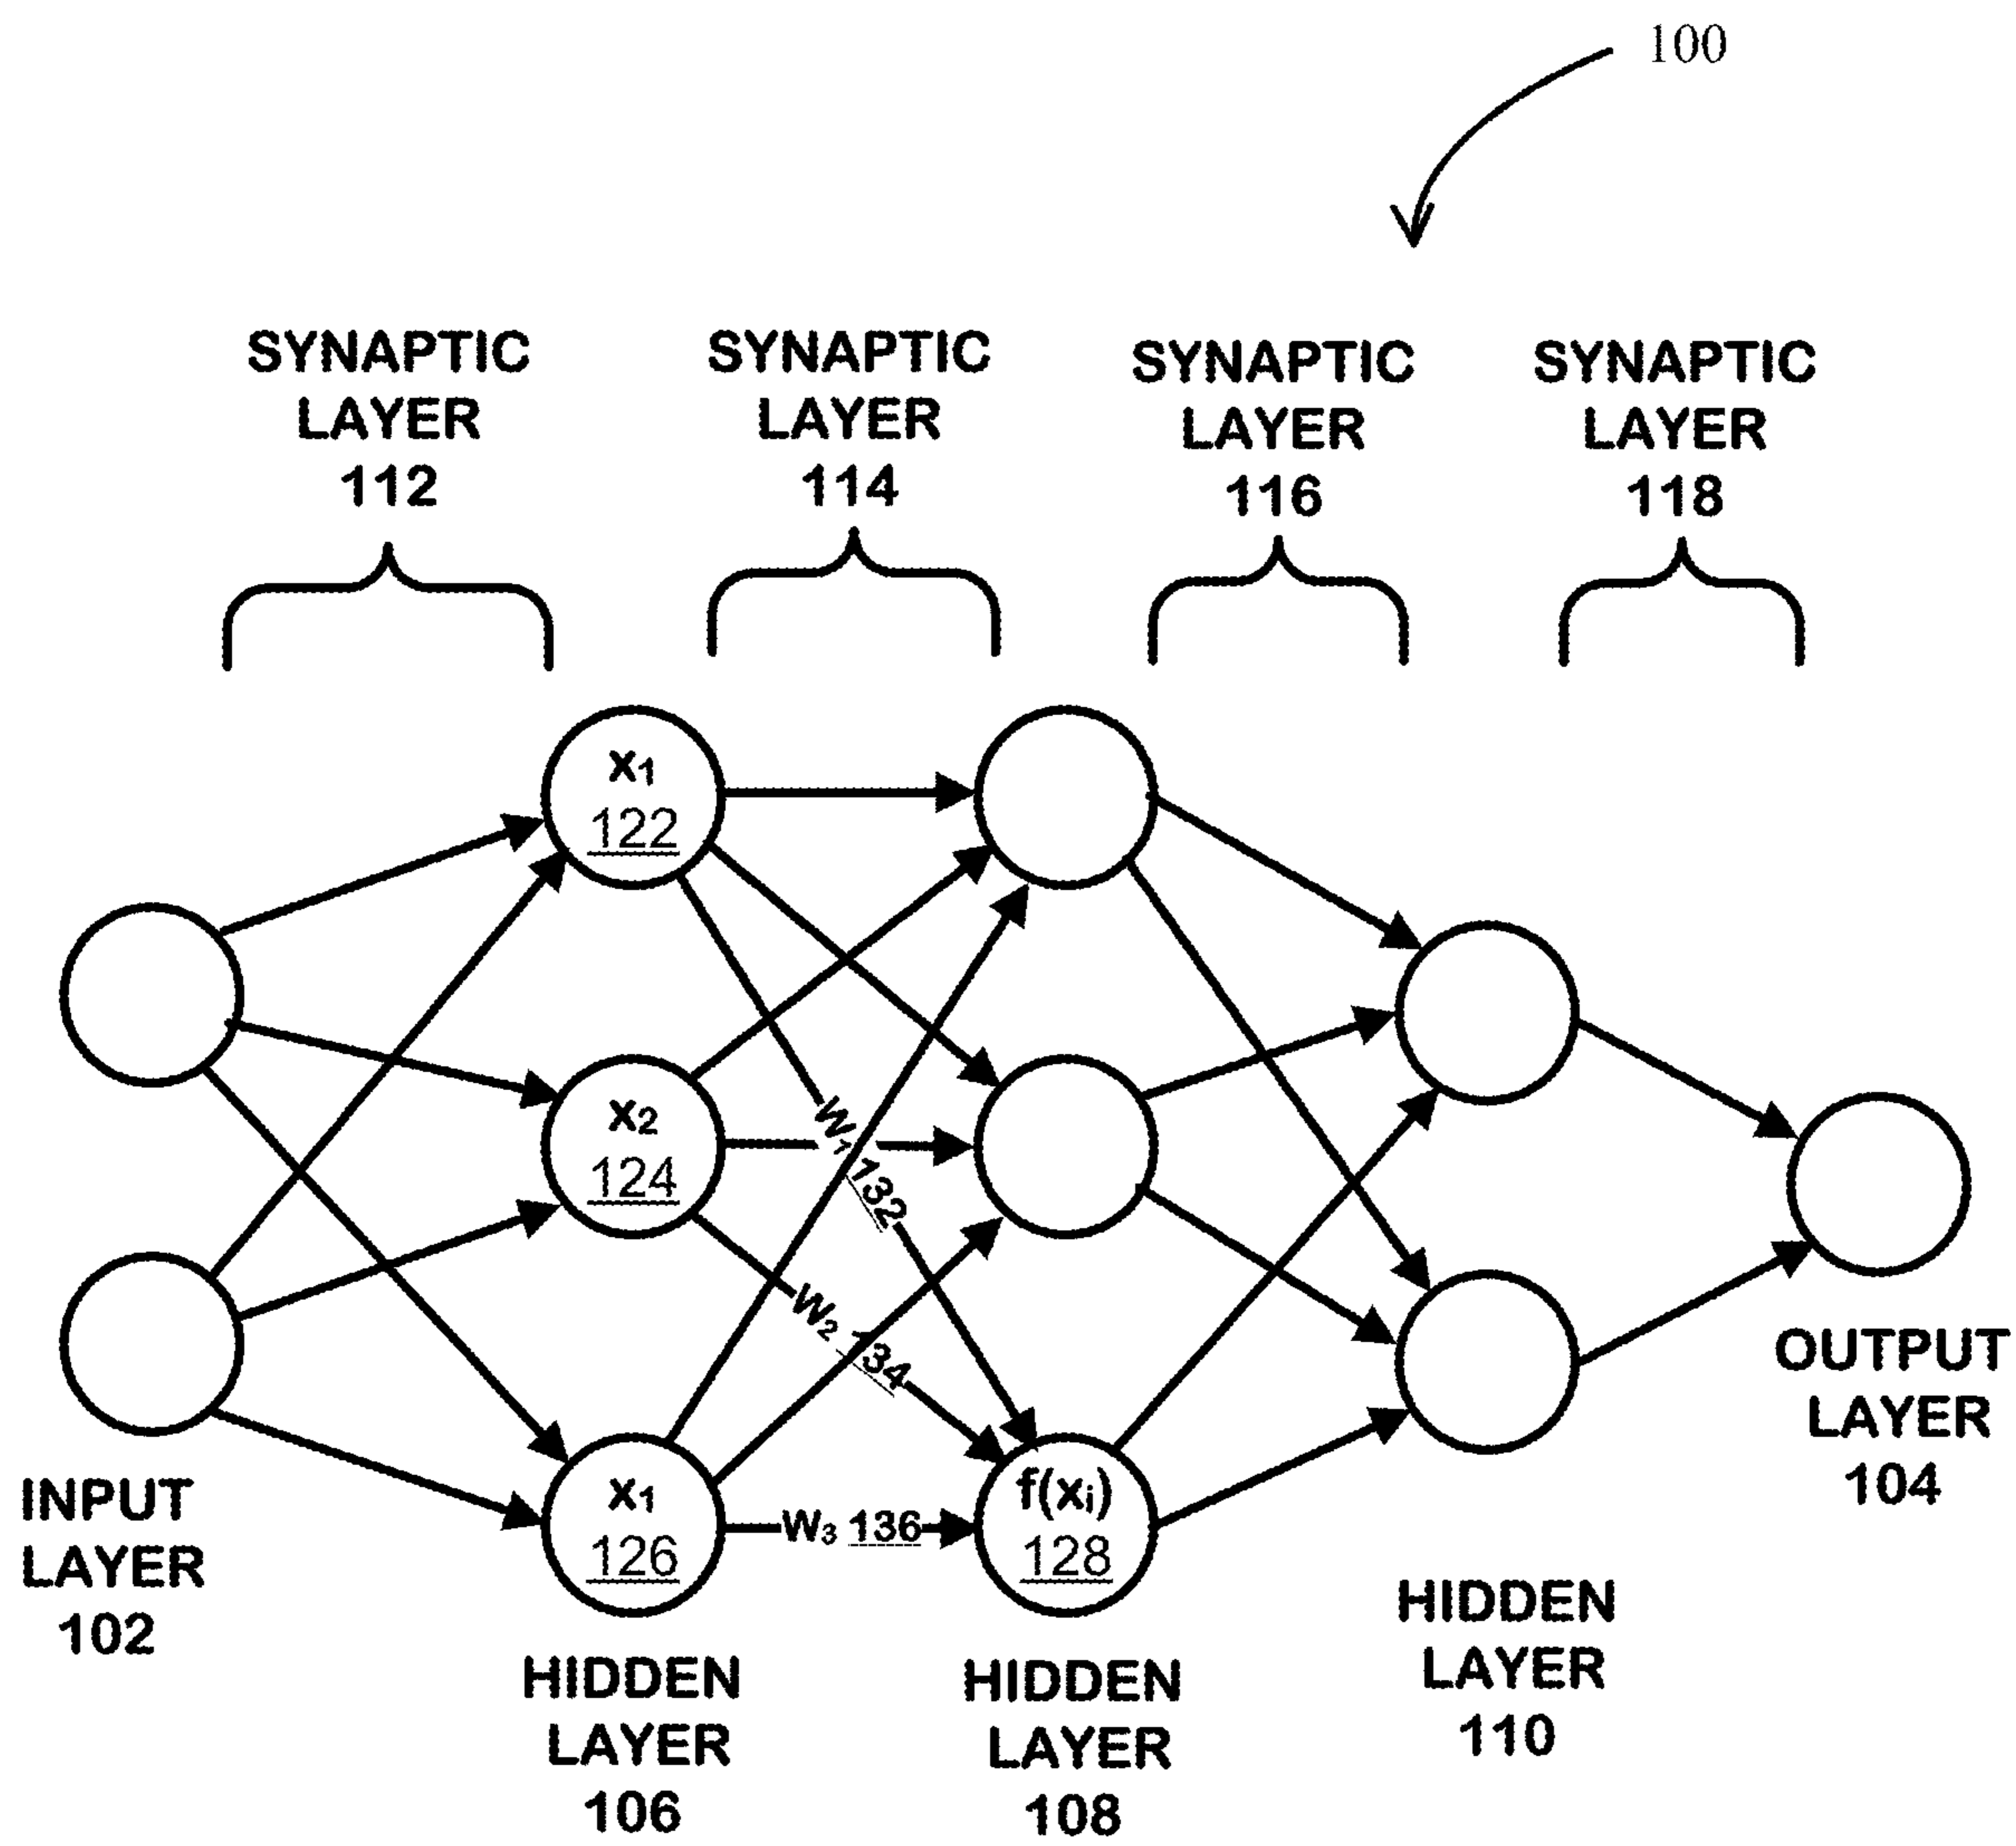 100
SYNAPTIC
LAYER
112
SYNAPTIC
LAYER
114
SYNAPTIC
LAYER
116
SYNAPTIC
LAYER
118
x₁
122
x₂
124
x₁
126
W₁ 132
W₂ 134
W₃ 136
f(xᵢ)
128
INPUT
LAYER
102
HIDDEN
LAYER
106
HIDDEN
LAYER
108
HIDDEN
LAYER
110
OUTPUT
LAYER
104